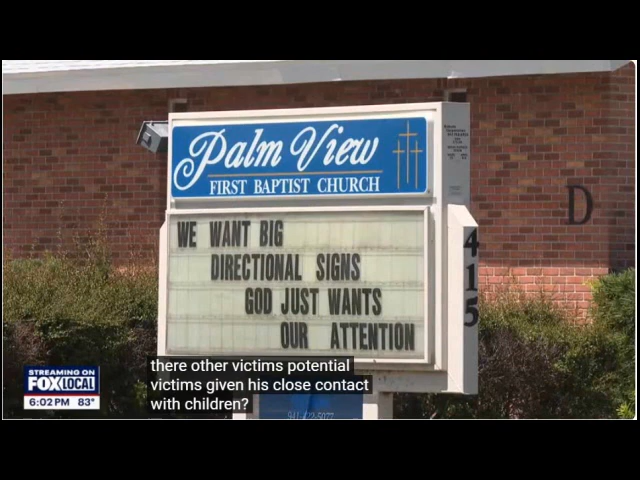 Palm View
FIRST BAPTIST CHURCH
WE WANT BIG
DIRECTIONAL SIGNS
GOD JUST WANTS
OUR ATTENTION
415
D
there other victims potential
victims given his close contact
with children?
STREAMING ON
FOX LOCAL
6:02 PM 83°